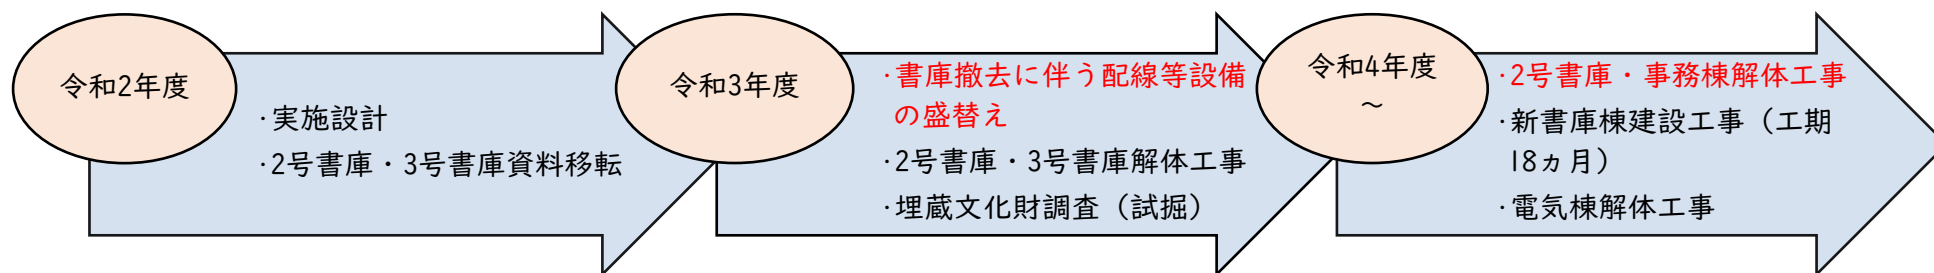 令和2年度
・実施設計
・2号書庫・3号書庫資料移転
令和3年度
・書庫撤去に伴う配線等設備
の盛替え
・2号書庫・3号書庫解体工事
・埋蔵文化財調査（試掘）
令和4年度
～
・2号書庫・事務棟解体工事
・新書庫棟建設工事（工期
18ヵ月）
・電気棟解体工事